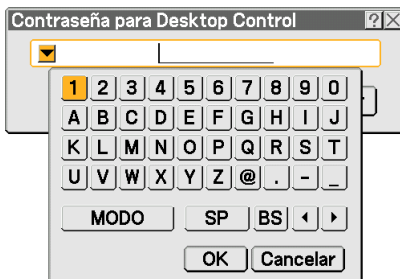 Contraseña para Desktop Control ? X
1 2 3 4 5 6 7 8 9 0
A B C D E F G H I J
K L M N O P Q R S T
U V W X Y Z @ . - _
MODO SP BS
OK Cancelar